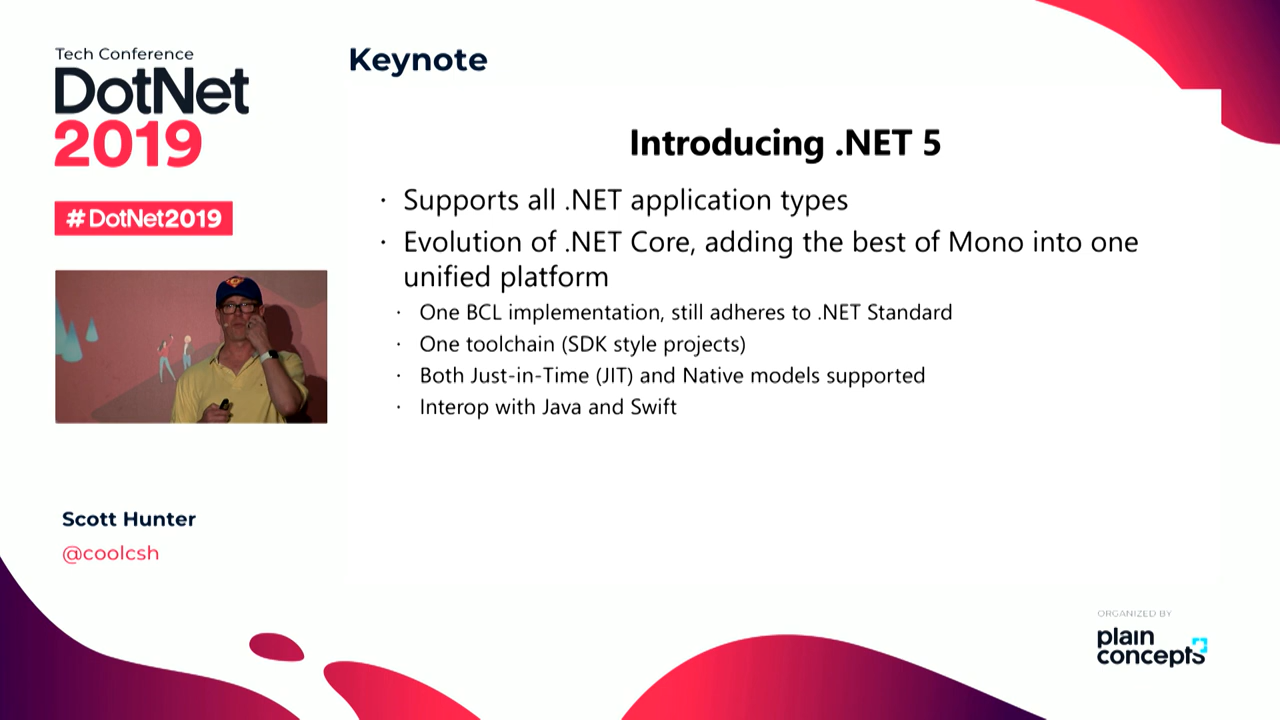 Tech Conference
DotNet
2019
#DotNet2019
Scott Hunter
@coolcsh
Keynote
Introducing .NET 5
· Supports all .NET application types
· Evolution of .NET Core, adding the best of Mono into one
unified platform
· One BCL implementation, still adheres to .NET Standard
· One toolchain (SDK style projects)
· Both Just-in-Time (JIT) and Native models supported
· Interop with Java and Swift
ORGANIZED BY
plain
concepts